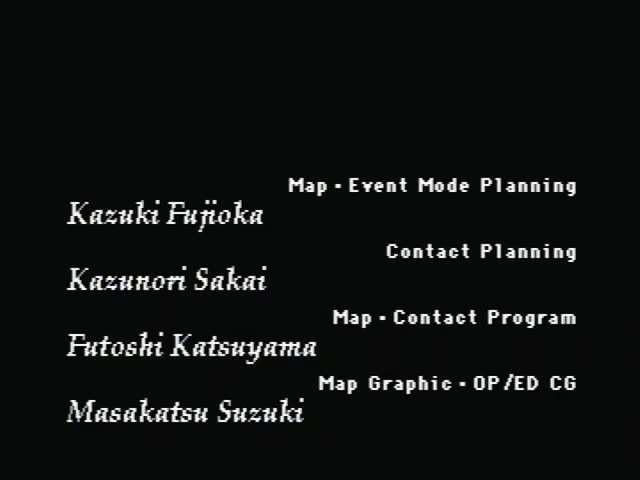 Map・Event Mode Planning
Kazuki Fujioka
Contact Planning
Kazunori Sakai
Map・Contact Program
Futoshi Katsuyama
Map Graphic・OP/ED CG
Masakatsu Suzuki